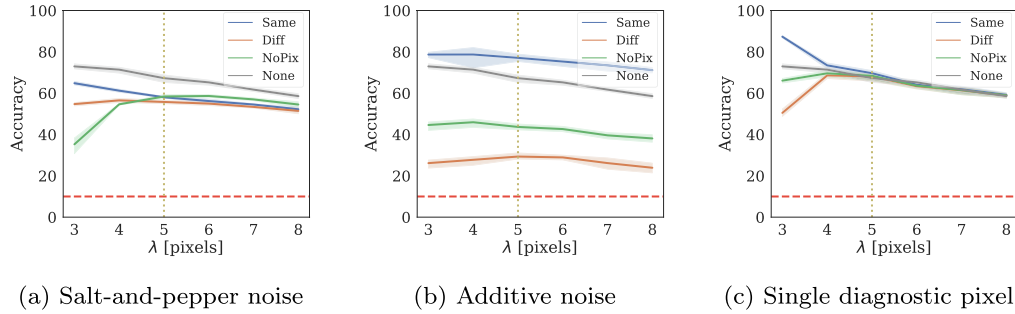 100
80
60
40
20
0
Accuracy
3 4 5 6 7 8
λ [pixels]
Same
Diff
NoPix
None
(a) Salt-and-pepper noise
100
80
60
40
20
0
Accuracy
3 4 5 6 7 8
λ [pixels]
Same
Diff
NoPix
None
(b) Additive noise
100
80
60
40
20
0
Accuracy
3 4 5 6 7 8
λ [pixels]
Same
Diff
NoPix
None
(c) Single diagnostic pixel